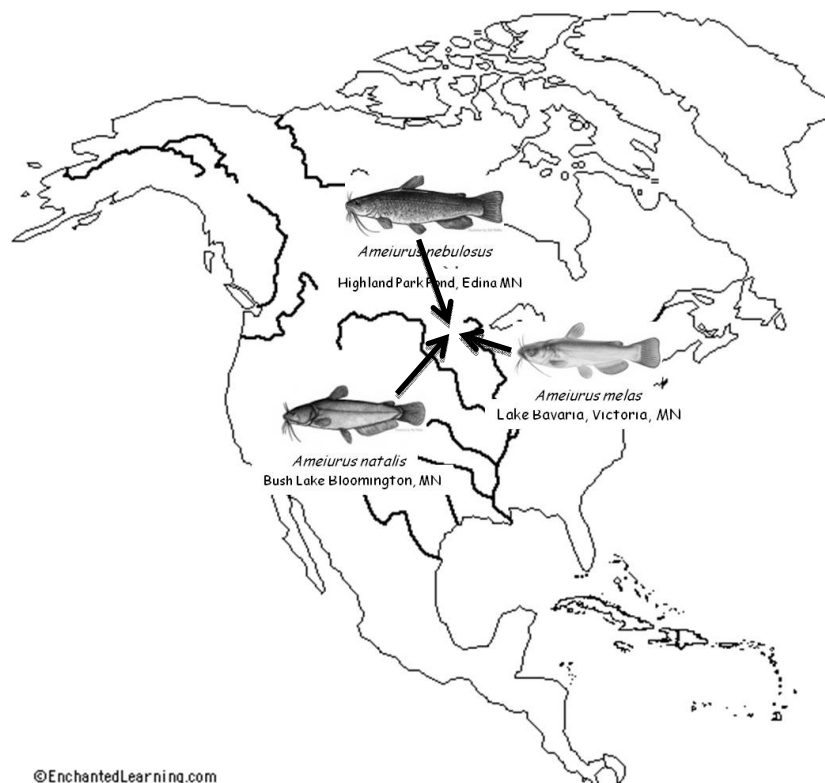 Ameiurus nebulosus
Highland Park Pond, Edina MN
Ameiurus melas
Lake Bavaria, Victoria, MN
Ameiurus natalis
Bush Lake Bloomington, MN
©EnchantedLearning.com